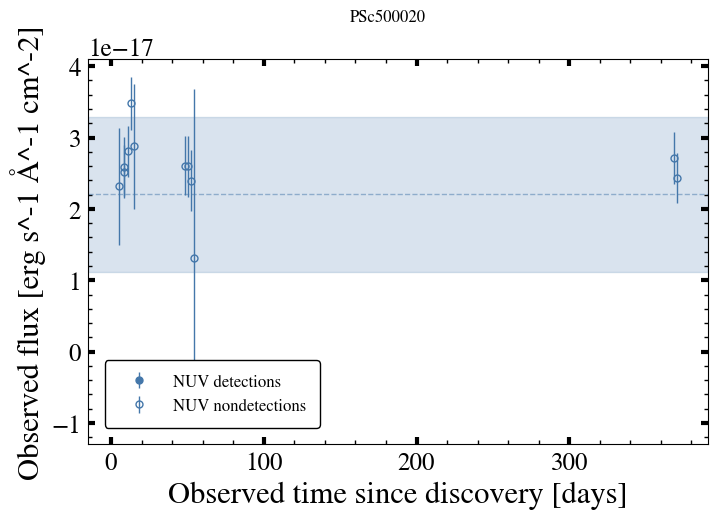 PSc500020
1e−17
4
3
2
1
0
−1
Observed flux [erg s^-1 Å^-1 cm^-2]
NUV detections
NUV nondetections
0 100 200 300
Observed time since discovery [days]